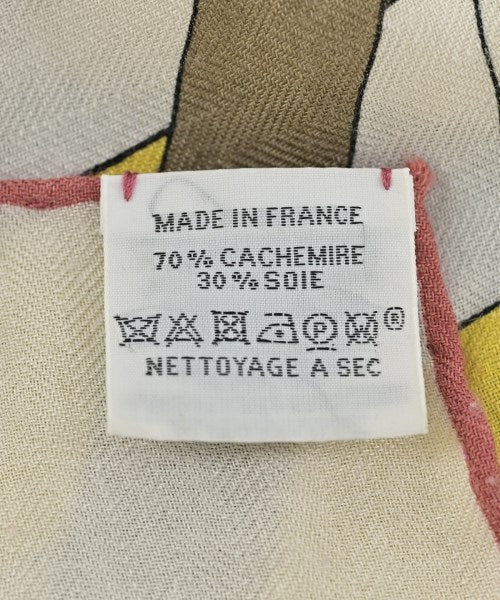 MADE IN FRANCE
70 % CACHEMIRE
30 % SOIE
P W ®
NETTOYAGE A SEC